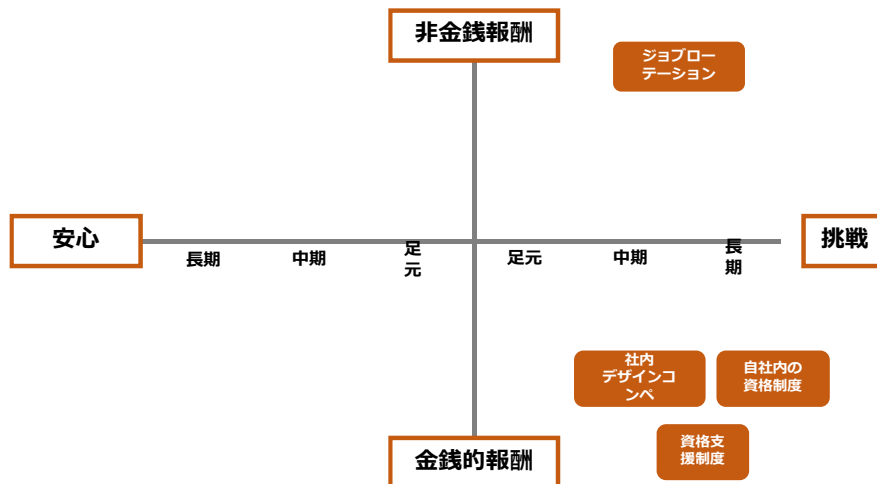 非金銭報酬
ジョブロー
テーション
安心
挑戦
長期
中期
足
元
足元
中期
長
期
社内
デザインコ
ンペ
自社内の
資格制度
資格支
援制度
金銭的報酬